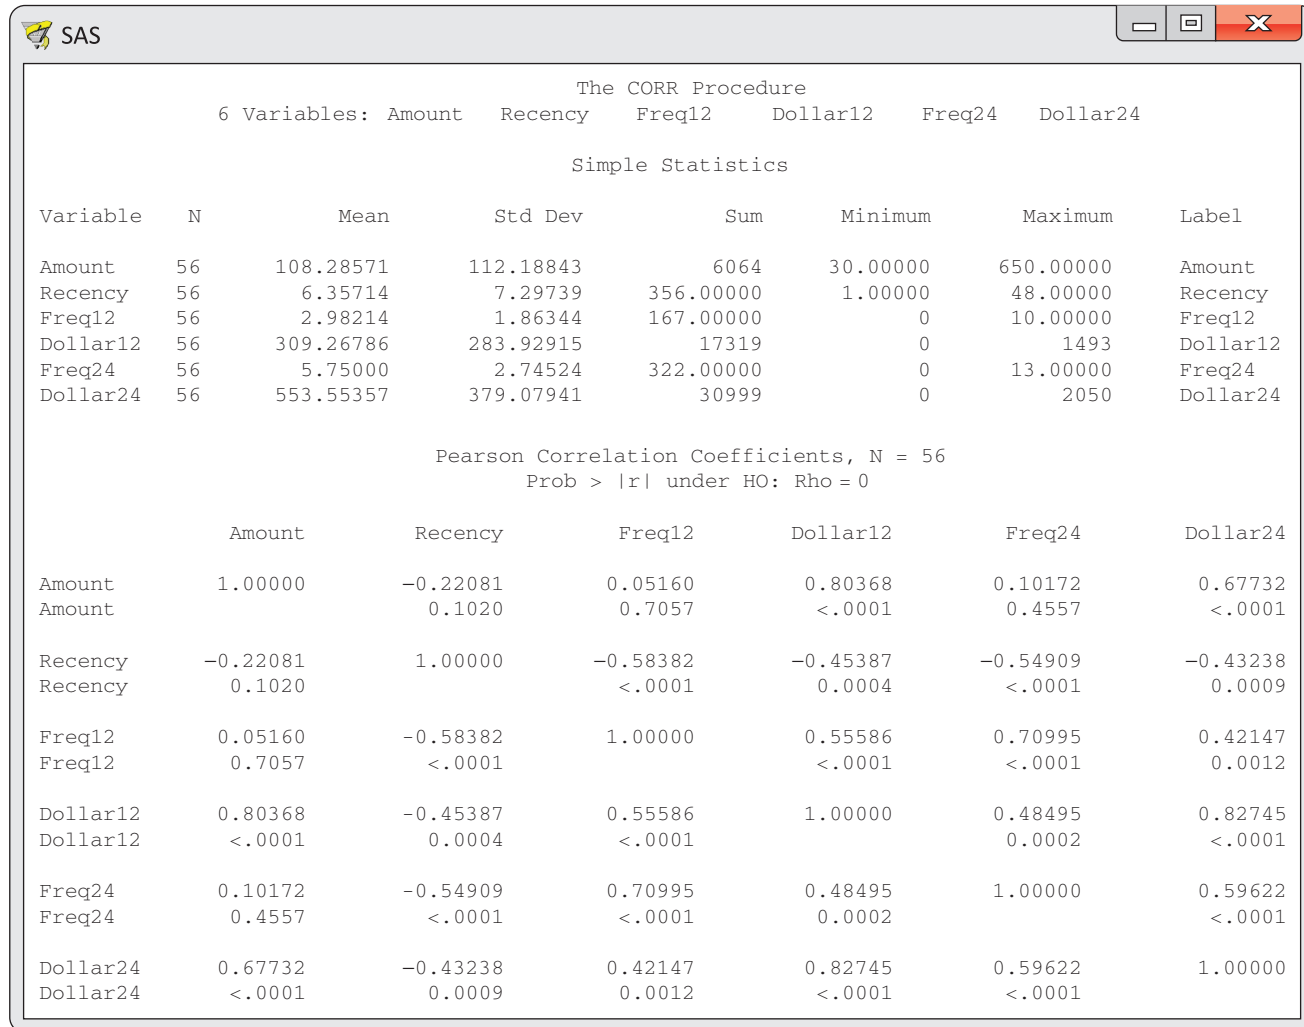 SAS
The CORR Procedure
6 Variables: Amount Recency Freq12 Dollar12 Freq24 Dollar24
Simple Statistics
Variable N Mean Std Dev Sum Minimum Maximum Label
Amount 56 108.28571 112.18843 6064 30.00000 650.00000 Amount
Recency 56 6.35714 7.29739 356.00000 1.00000 48.00000 Recency
Freq12 56 2.98214 1.86344 167.00000 0 10.00000 Freq12
Dollar12 56 309.26786 283.92915 17319 0 1493 Dollar12
Freq24 56 5.75000 2.74524 322.00000 0 13.00000 Freq24
Dollar24 56 553.55357 379.07941 30999 0 2050 Dollar24
Pearson Correlation Coefficients, N = 56
Prob > |r| under HO: Rho = 0
Amount Recency Freq12 Dollar12 Freq24 Dollar24
Amount 1.00000 −0.22081 0.05160 0.80368 0.10172 0.67732
Amount 0.1020 0.7057 <.0001 0.4557 <.0001
Recency −0.22081 1.00000 −0.58382 −0.45387 −0.54909 −0.43238
Recency 0.1020 <.0001 0.0004 <.0001 0.0009
Freq12 0.05160 -0.58382 1.00000 0.55586 0.70995 0.42147
Freq12 0.7057 <.0001 <.0001 <.0001 0.0012
Dollar12 0.80368 -0.45387 0.55586 1.00000 0.48495 0.82745
Dollar12 <.0001 0.0004 <.0001 0.0002 <.0001
Freq24 0.10172 -0.54909 0.70995 0.48495 1.00000 0.59622
Freq24 0.4557 <.0001 <.0001 0.0002 <.0001
Dollar24 0.67732 −0.43238 0.42147 0.82745 0.59622 1.00000
Dollar24 <.0001 0.0009 0.0012 <.0001 <.0001